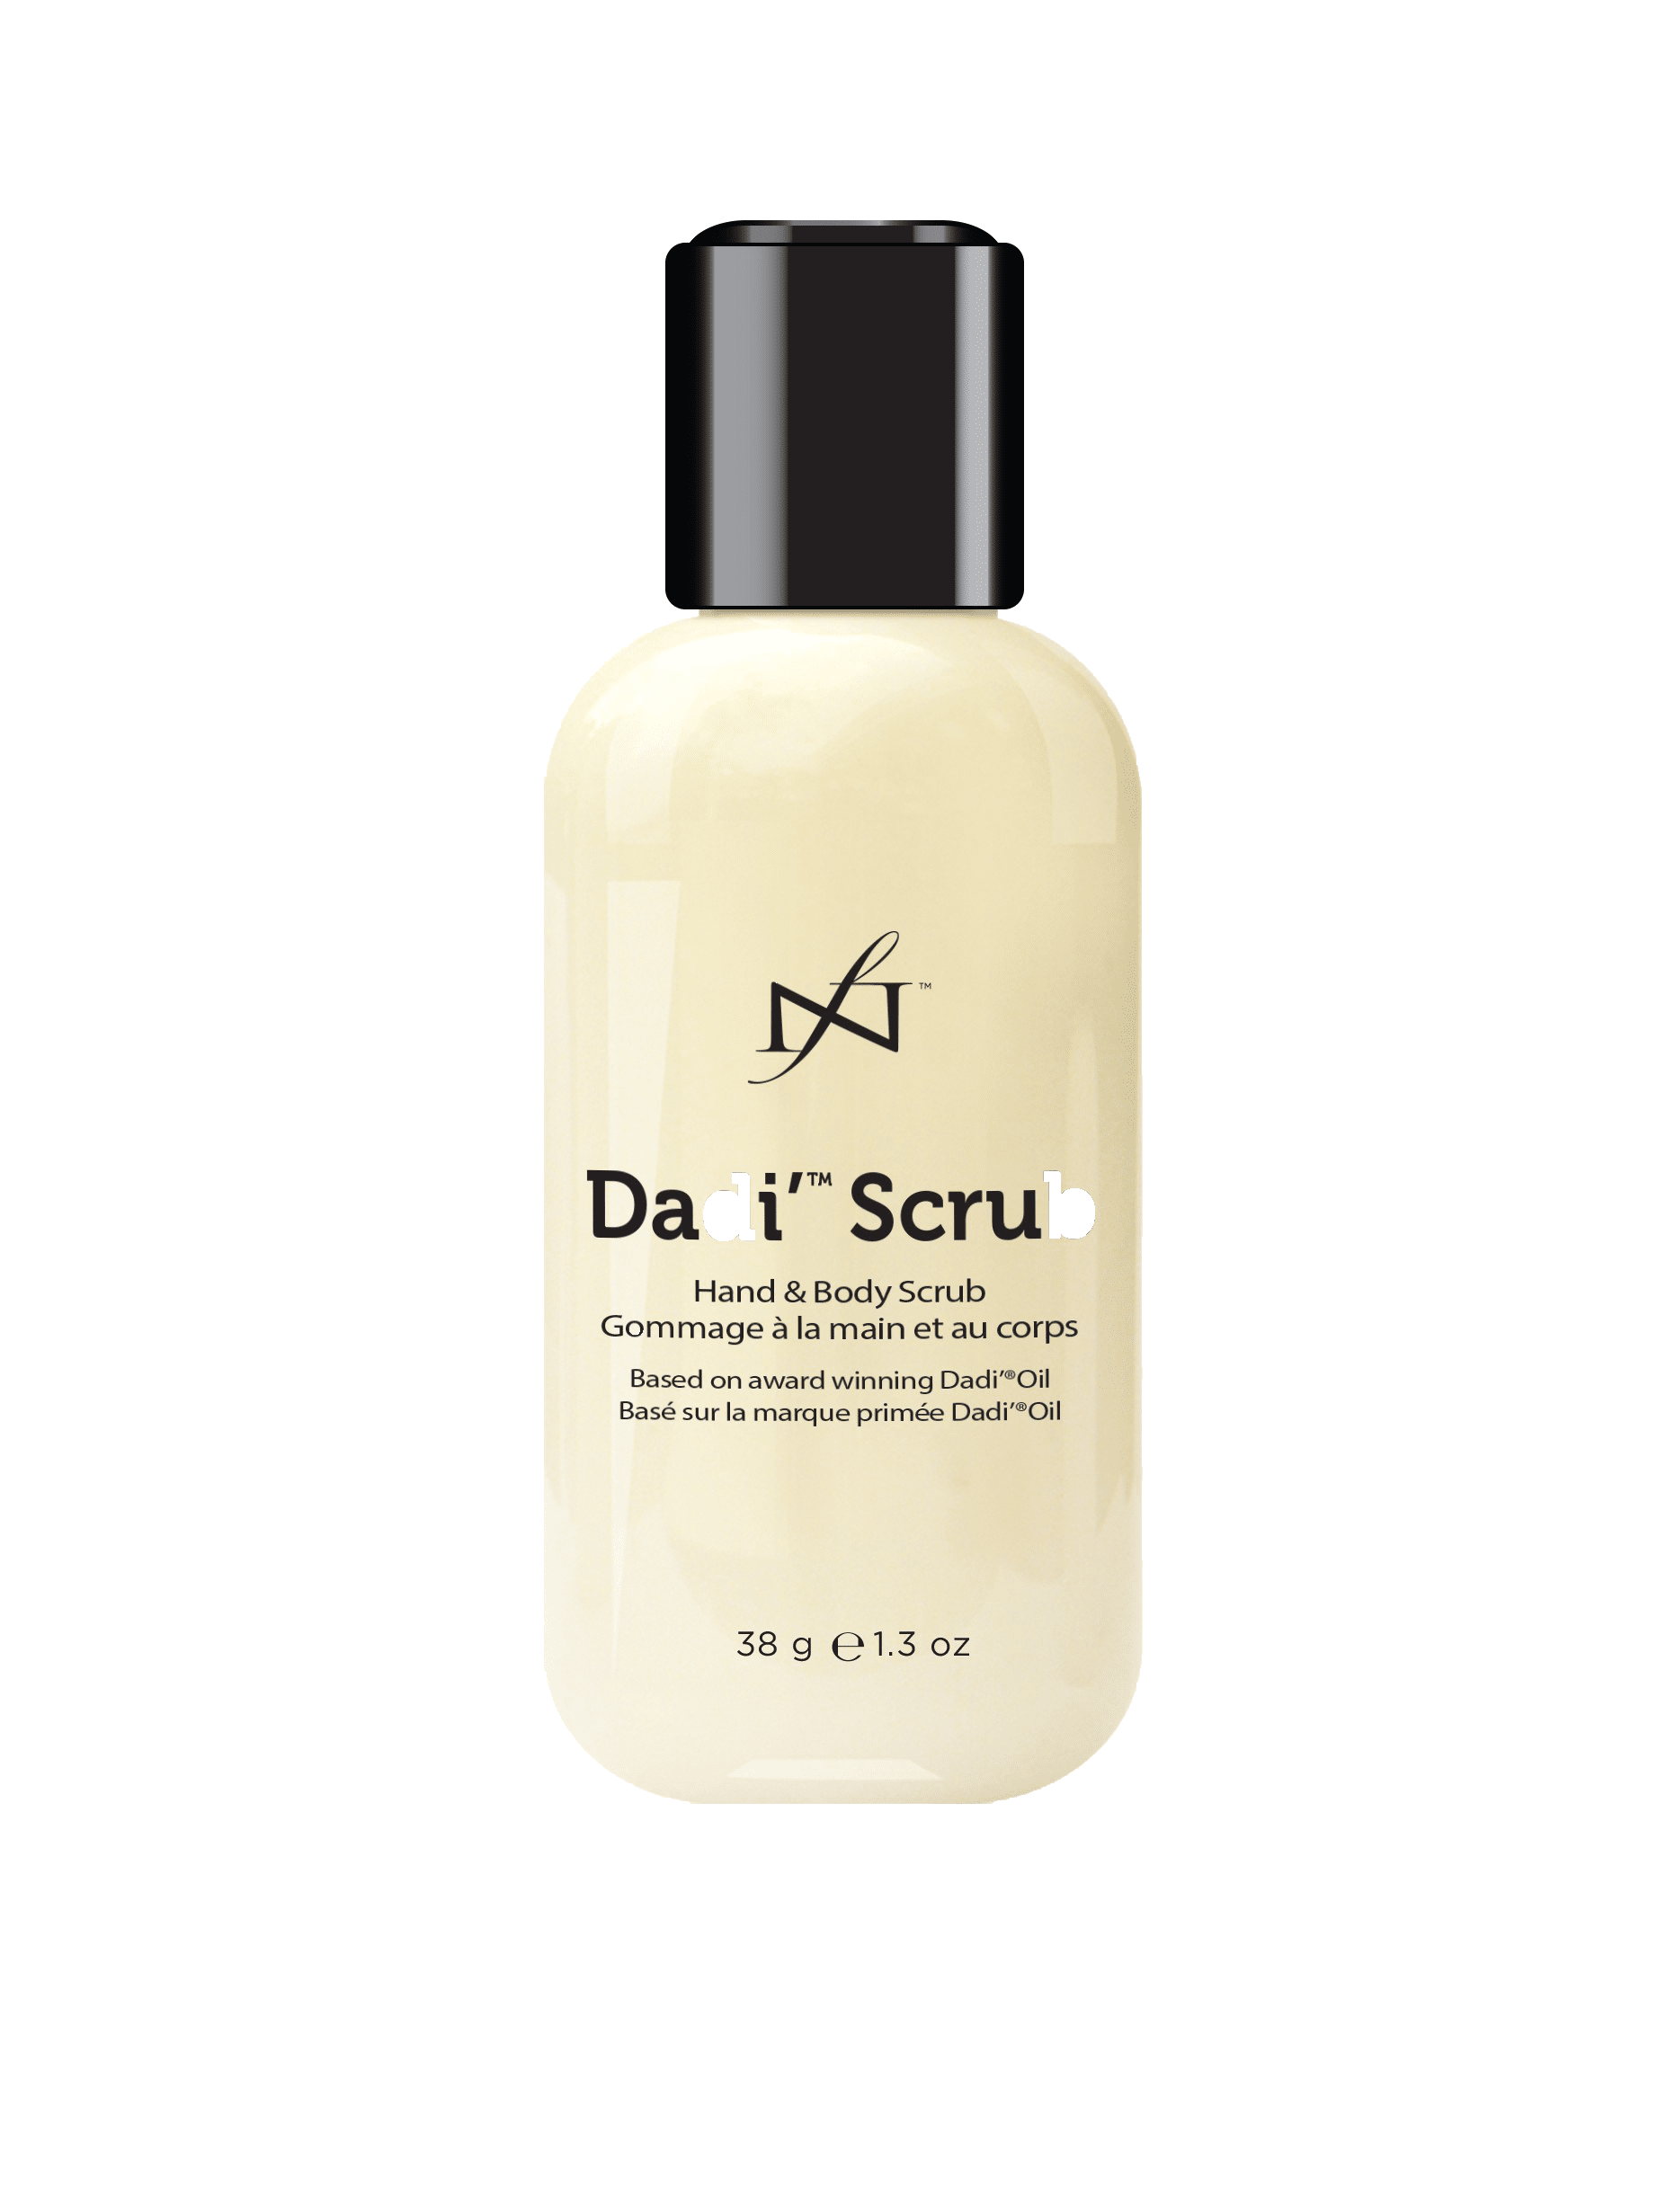 ™
Dadi'™ Scrub
Hand & Body Scrub
Gommage à la main et au corps
Based on award winning Dadi'®Oil
Basé sur la marque primée Dadi'®Oil
38 g ℮ 1.3 oz